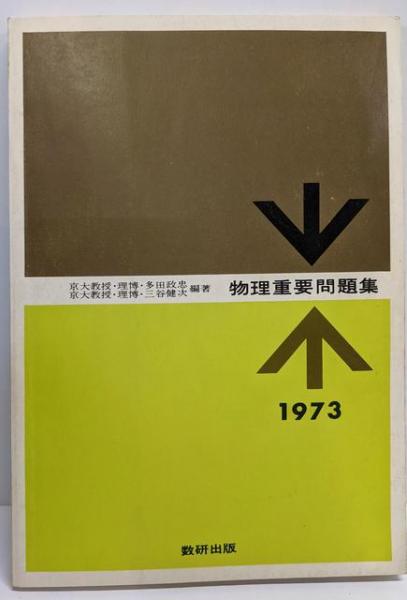 京大教授・理博・多田政忠
京大教授・理博・三谷健次
編著
物理重要問題集
1973
数研出版